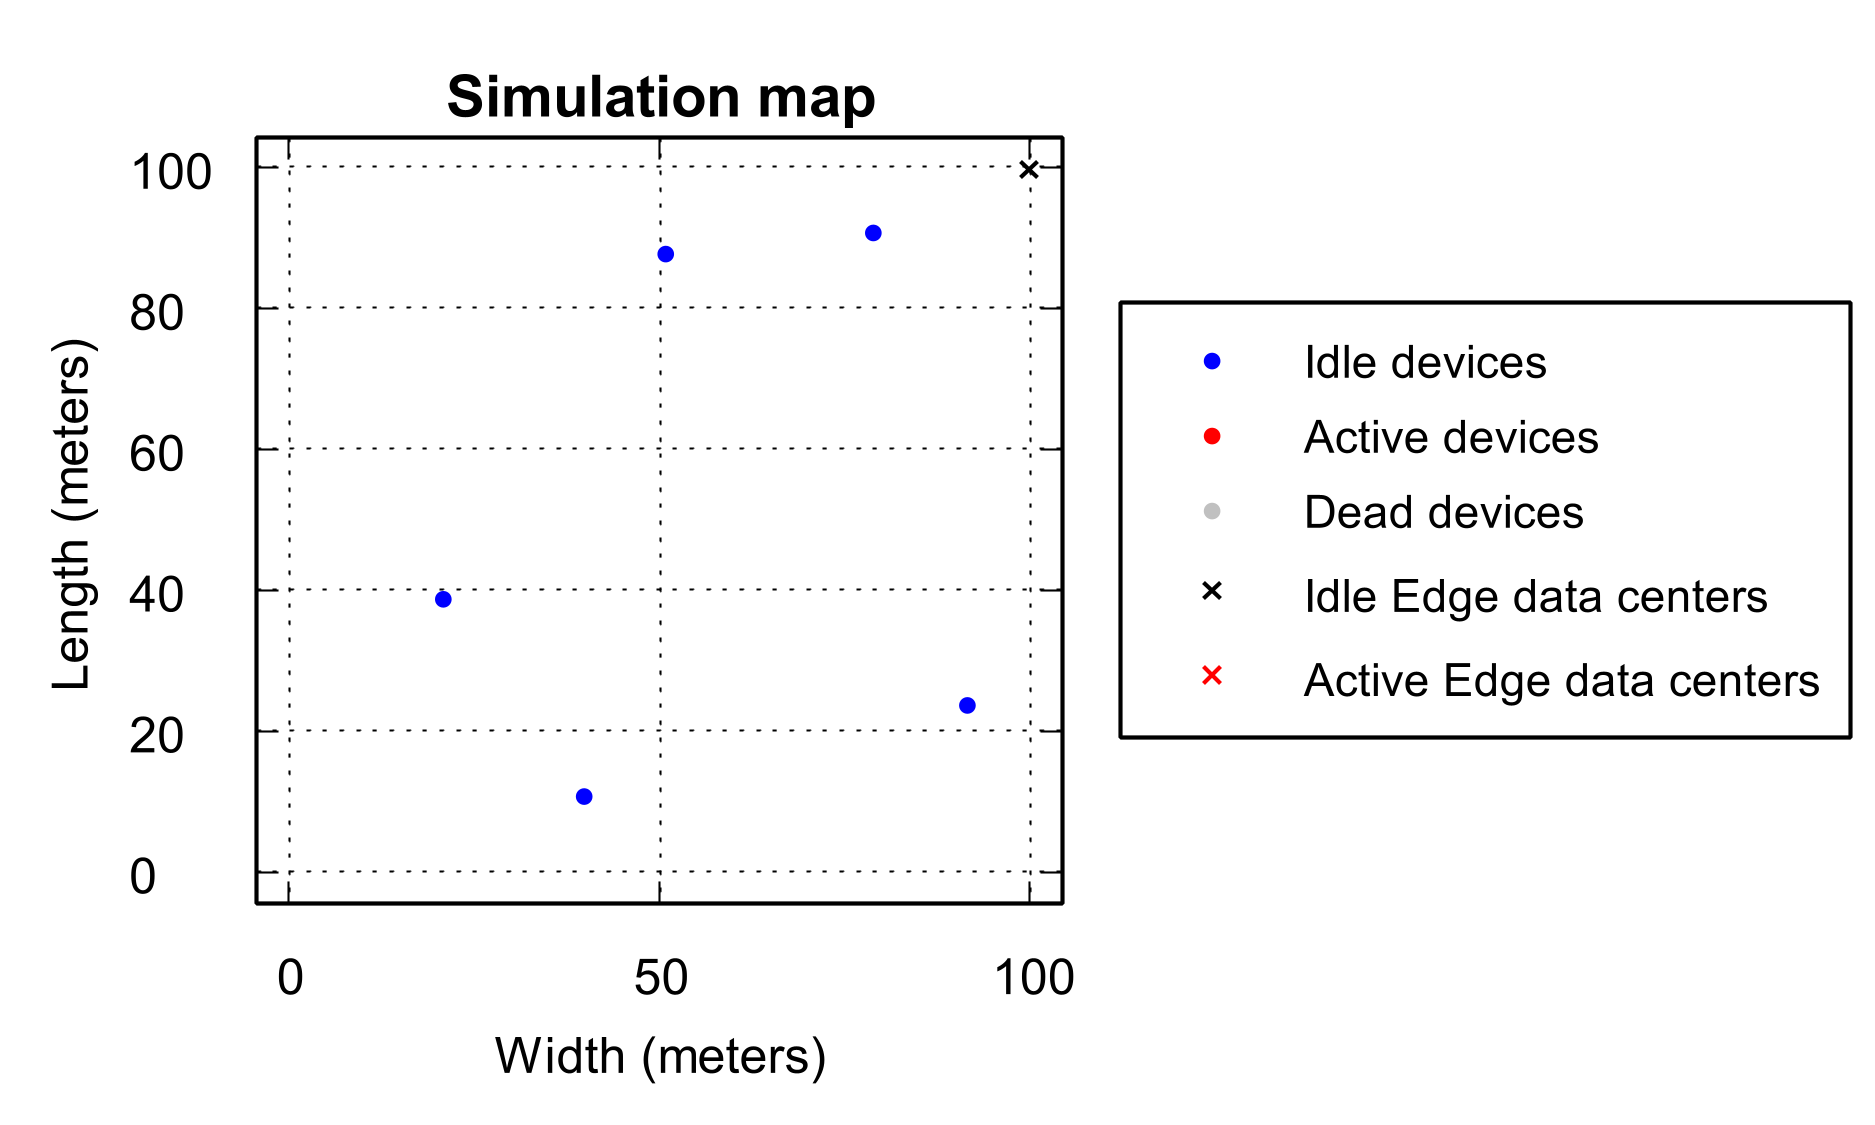 Simulation map
100
80
60
40
20
0
Length (meters)
0 50 100
Width (meters)
Idle devices
Active devices
Dead devices
Idle Edge data centers
Active Edge data centers